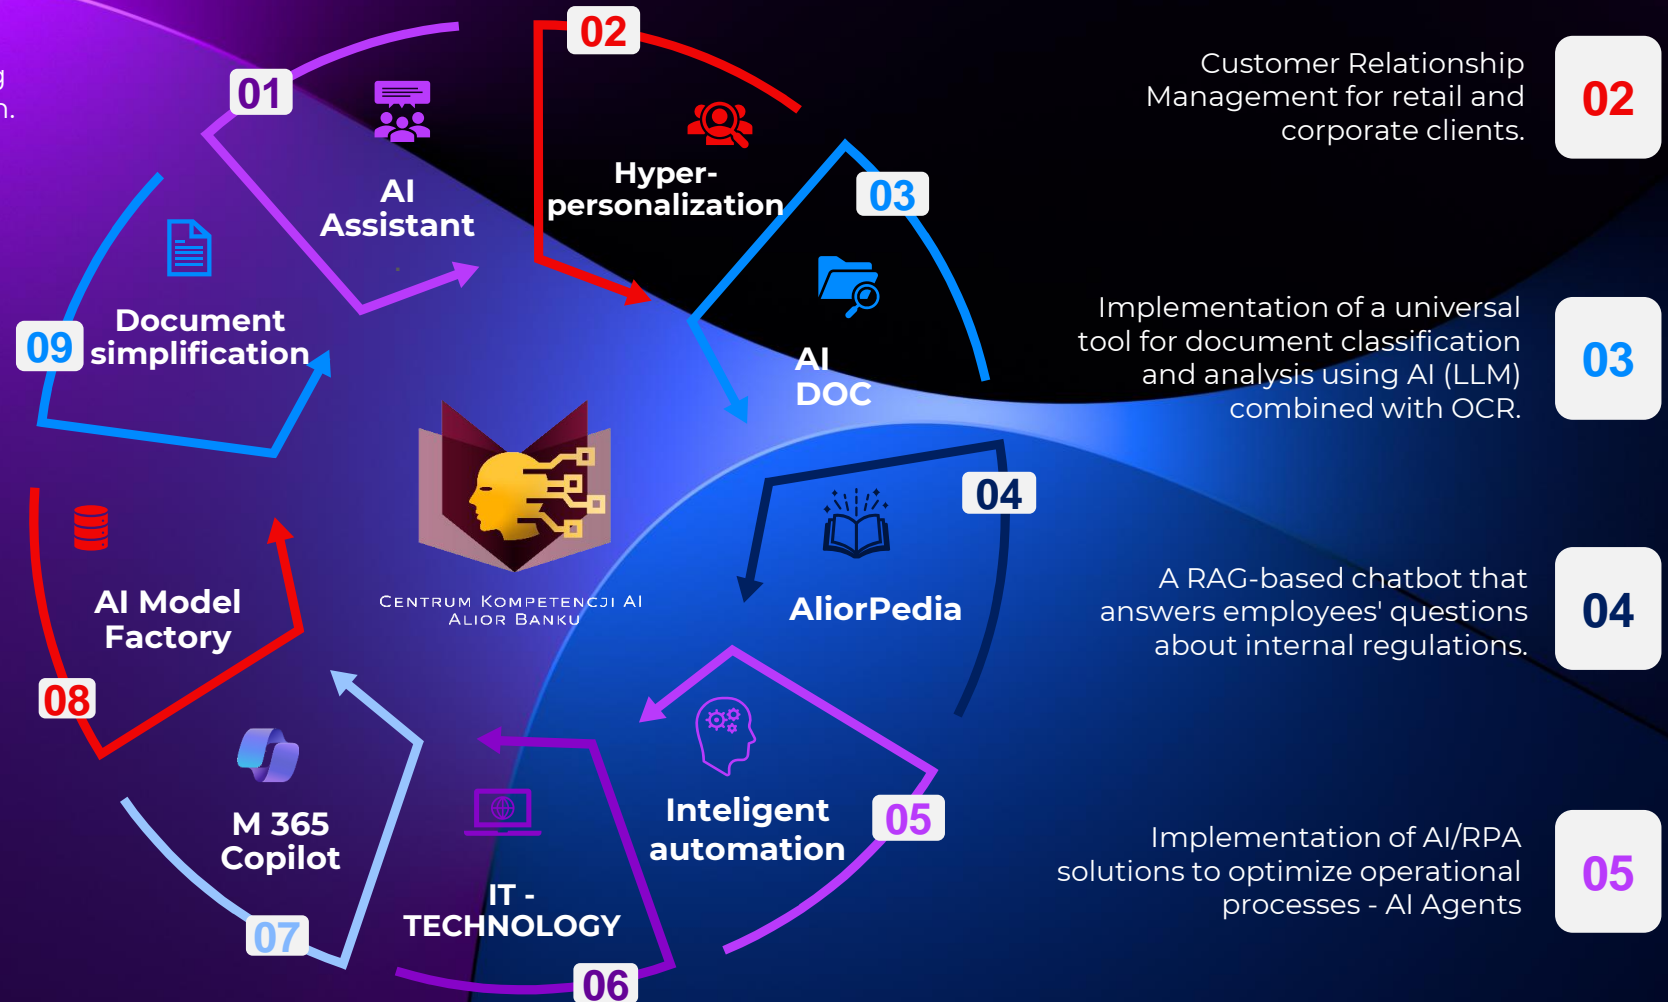 n.
01
AI
Assistant
02
Hyper-
personalization
03
AI
DOC
04
AliorPedia
05
Inteligent
automation
06
IT -
TECHNOLOGY
07
M 365
Copilot
08
AI Model
Factory
09
Document
simplification
CENTRUM KOMPETENCJI AI
ALIOR BANKU
Customer Relationship
Management for retail and
corporate clients.
02
Implementation of a universal
tool for document classification
and analysis using AI (LLM)
combined with OCR.
03
A RAG-based chatbot that
answers employees' questions
about internal regulations.
04
Implementation of AI/RPA
solutions to optimize operational
processes - AI Agents
05